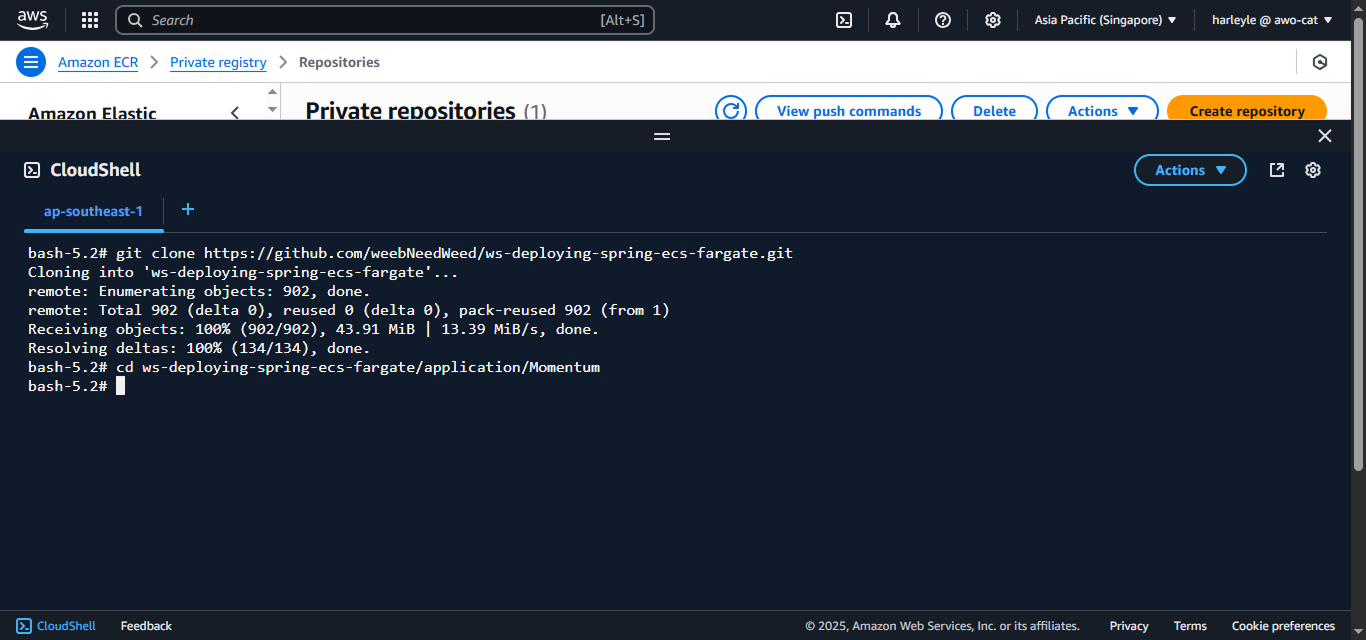 aws
Search
[Alt+S]
Asia Pacific (Singapore)
harleyle @ awo-cat
Amazon ECR
Private registry
Repositories
Amazon Elastic
Private repositories (1)
View push commands
Delete
Actions
Create repository
CloudShell
Actions
ap-southeast-1
+
bash-5.2# git clone https://github.com/weebNeedWeed/ws-deploying-spring-ecs-fargate.git
Cloning into 'ws-deploying-spring-ecs-fargate'...
remote: Enumerating objects: 902, done.
remote: Total 902 (delta 0), reused 0 (delta 0), pack-reused 902 (from 1)
Receiving objects: 100% (902/902), 43.91 MiB | 13.39 MiB/s, done.
Resolving deltas: 100% (134/134), done.
bash-5.2# cd ws-deploying-spring-ecs-fargate/application/Momentum
bash-5.2#
CloudShell
Feedback
© 2025, Amazon Web Services, Inc. or its affiliates.
Privacy
Terms
Cookie preferences